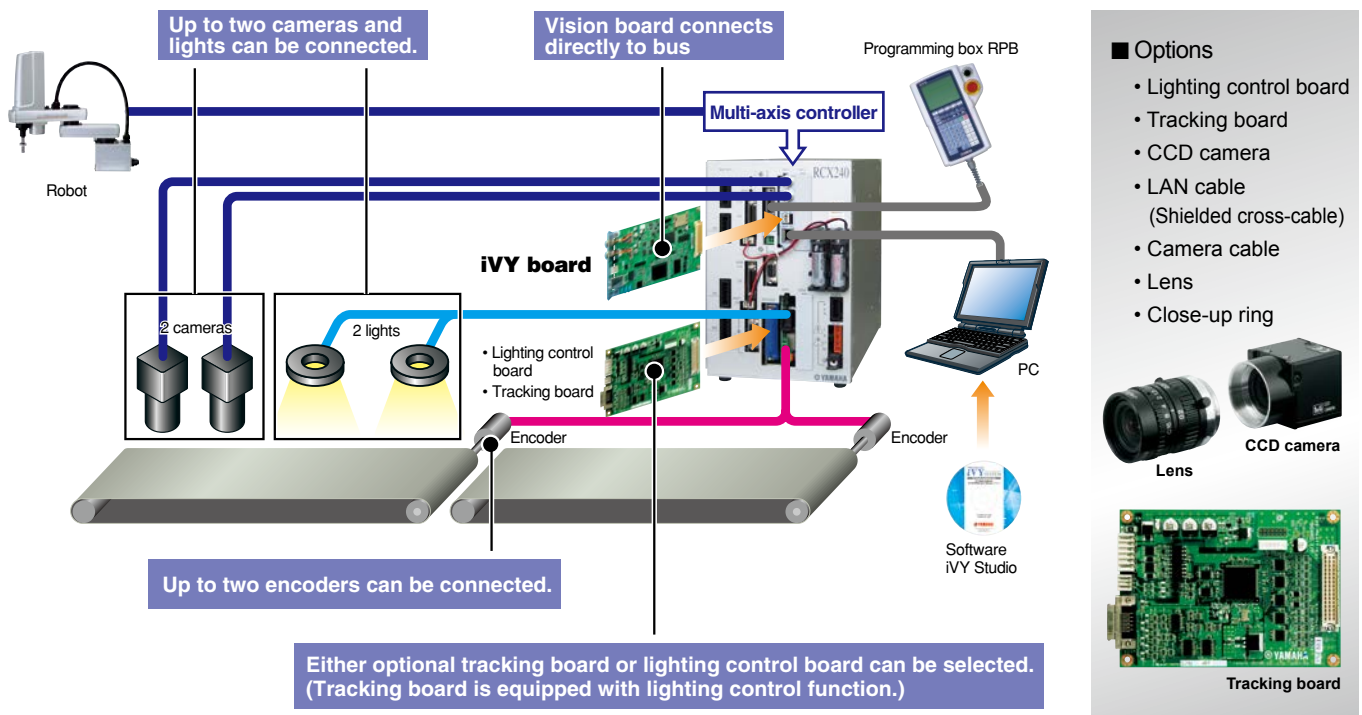 Up to two cameras and
lights can be connected.
Vision board connects
directly to bus
Programming box RPB
Multi-axis controller
RCX240
Robot
iVY board
2 cameras
2 lights
• Lighting control
board
• Tracking board
YAMAHA
PC
Encoder
Encoder
iVY
YAMAHA
Software
iVY Studio
Up to two encoders can be connected.
Either optional tracking board or lighting control board can be selected.
(Tracking board is equipped with lighting control function.)
■ Options
• Lighting control board
• Tracking board
• CCD camera
• LAN cable
(Shielded cross-cable)
• Camera cable
• Lens
• Close-up ring
CCD camera
Lens
YAMAHA
Tracking board